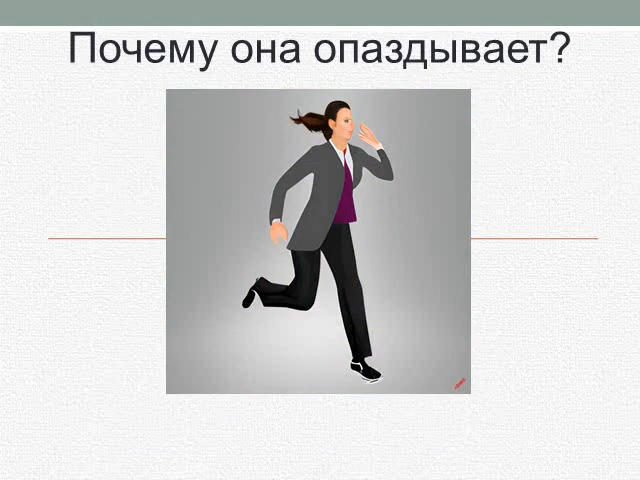 Почему она опаздывает?